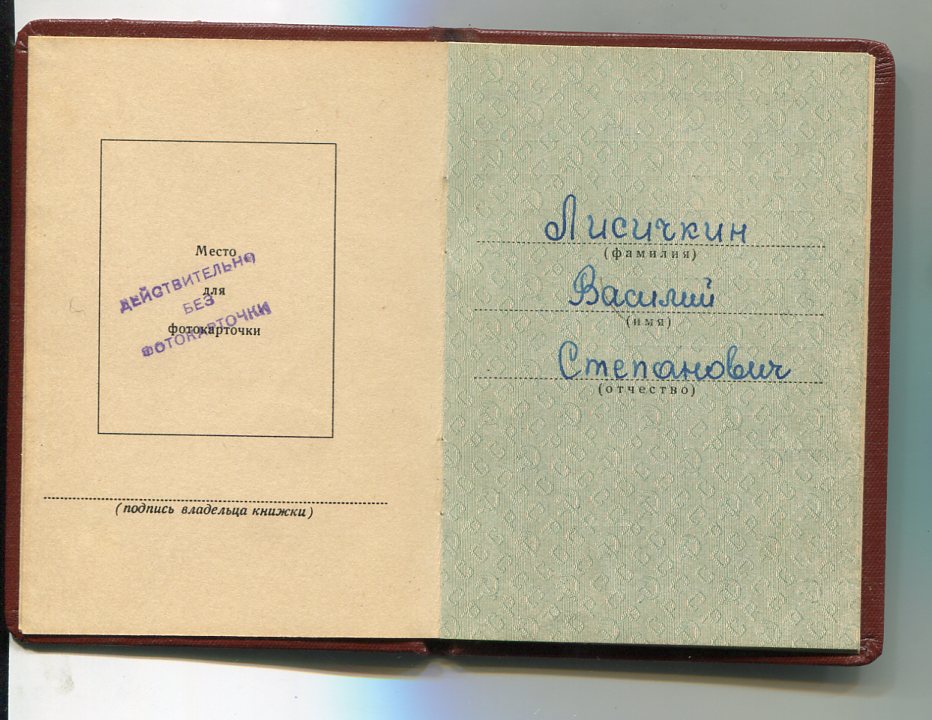 Место
для
фотокарточки
ДЕЙСТВИТЕЛЬНО
БЕЗ
ФОТОКАРТОЧКИ
(подпись владельца книжки)
Лисичкин
(фамилия)
Василий
(имя)
Степанович
(отчество)